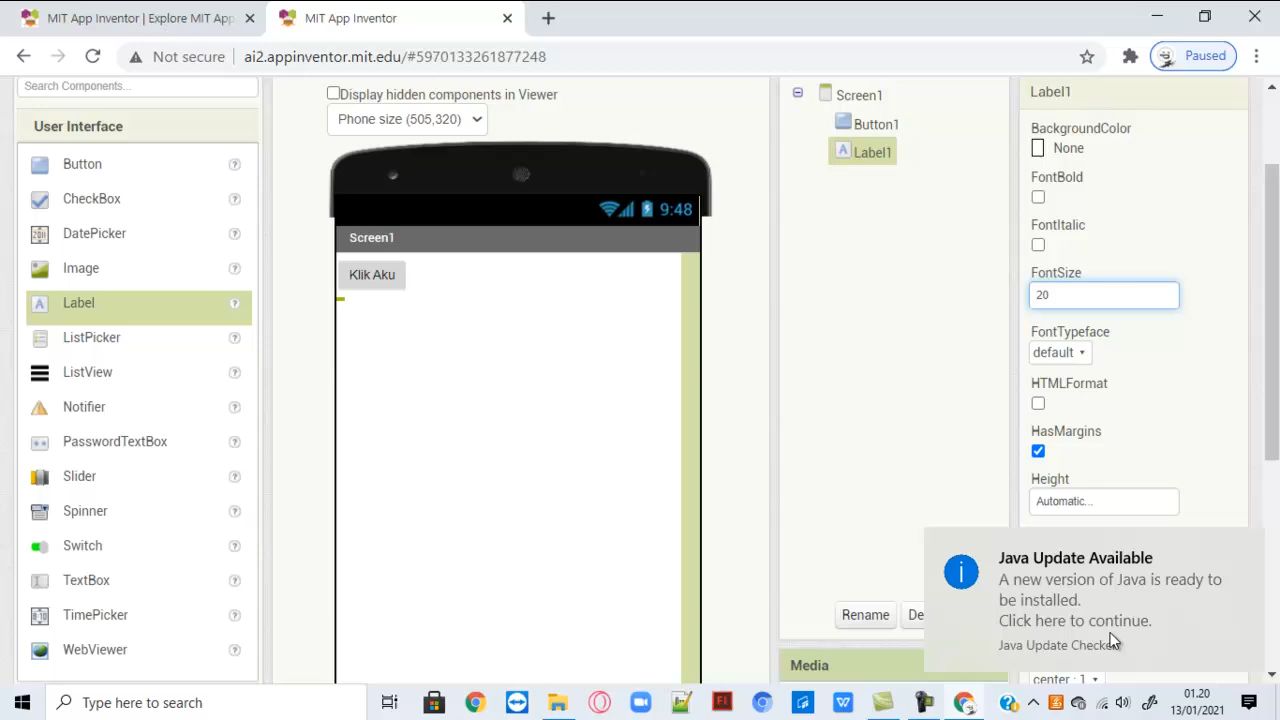 MIT App Inventor | Explore MIT App
MIT App Inventor
Not secure
ai2.appinventor.mit.edu/#5970133261877248
Paused
Search Components...
User Interface
Button
CheckBox
DatePicker
Image
Label
ListPicker
ListView
Notifier
PasswordTextBox
Slider
Spinner
Switch
TextBox
TimePicker
WebViewer
Display hidden components in Viewer
Phone size (505,320)
9:48
Screen1
Klik Aku
Screen1
Button1
Label1
Rename
De
Media
Label1
BackgroundColor
None
FontBold
FontItalic
FontSize
20
FontTypeface
default
HTMLFormat
HasMargins
Height
Automatic...
Java Update Available
A new version of Java is ready to
be installed.
Click here to continue.
Java Update Checke
center : 1
Type here to search
01.20
13/01/2021